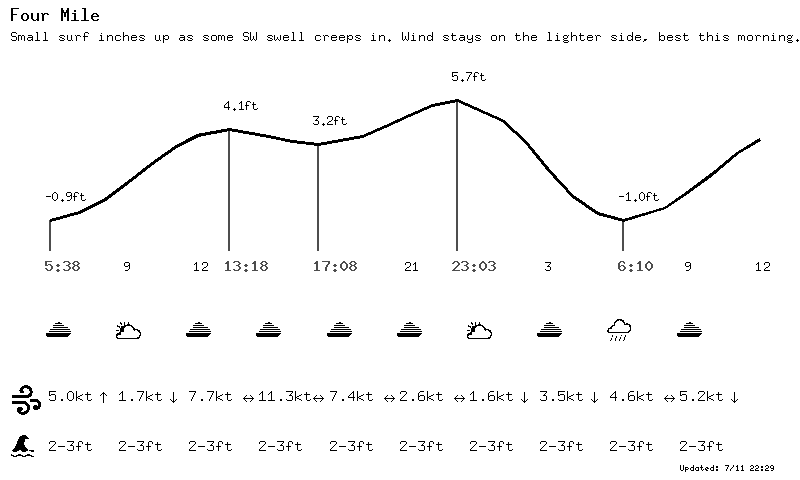 Four Mile
Small surf inches up as some SW swell creeps in. Wind stays on the lighter side, best this morning.
5.7ft
4.1ft
3.2ft
-0.9ft
-1.0ft
5:38 9 12 13:18 17:08 21 23:03 3 6:10 9 12
5.0kt ↑ 1.7kt ↓ 7.7kt ↔ 11.3kt↔ 7.4kt ↔ 2.6kt ↔ 1.6kt ↓ 3.5kt ↓ 4.6kt ↔ 5.2kt ↓
2-3ft 2-3ft 2-3ft 2-3ft 2-3ft 2-3ft 2-3ft 2-3ft 2-3ft 2-3ft
Updated: 7/11 22:29